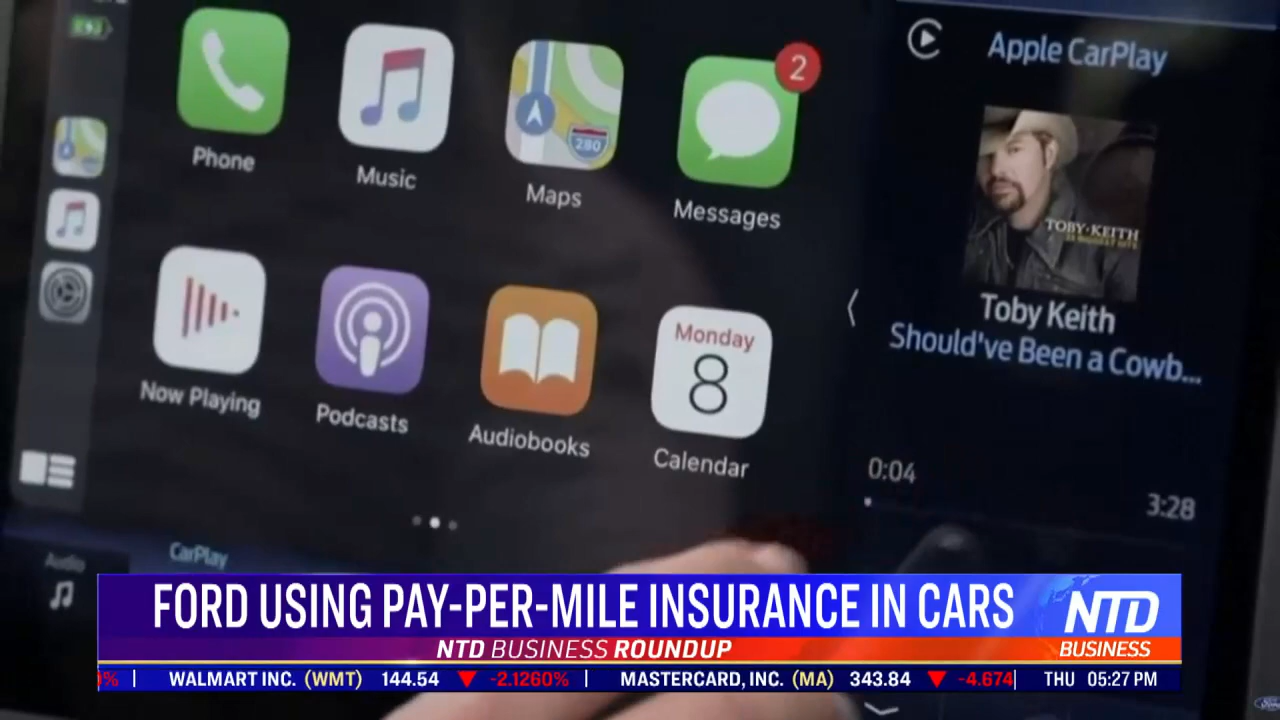 Apple CarPlay
2
280
Phone
Music
Maps
Messages
TOBY·KEITH
Toby Keith
Should've Been a Cowb...
Monday
8
Now Playing
Podcasts
Audiobooks
Calendar
0:04
3:28
Audio
CarPlay
FORD USING PAY-PER-MILE INSURANCE IN CARS
NTD
NTD BUSINESS ROUNDUP
BUSINESS
% | WALMART INC. (WMT) 144.54 ▼ -2.1260% | MASTERCARD, INC. (MA) 343.84 ▼ -4.674 THU 05:27 PM
Ford